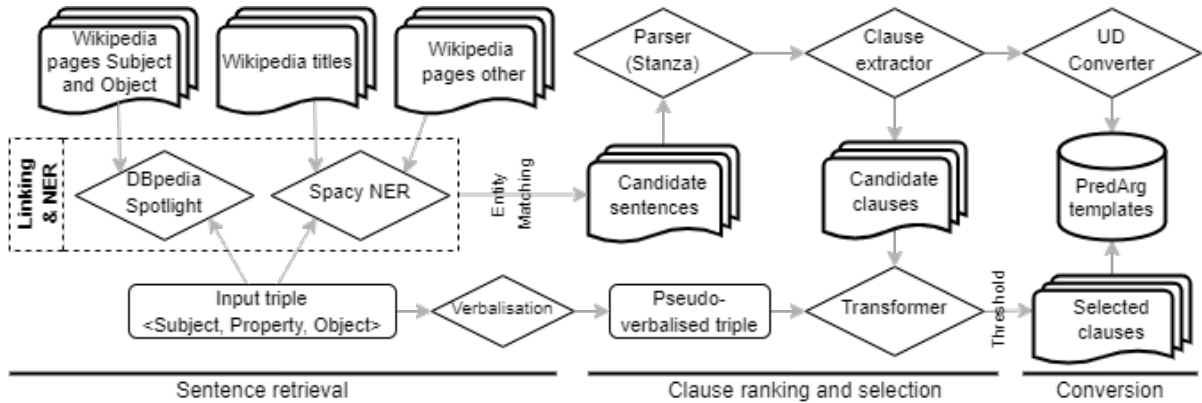 Wikipedia
pages Subject
and Object
Wikipedia titles
Wikipedia
pages other
Parser
(Stanza)
Clause
extractor
UD
Converter
Linking
& NER
DBpedia
Spotlight
Spacy NER
Entity
Matching
Candidate
sentences
Candidate
clauses
PredArg
templates
Input triple
<Subject, Property, Object>
Verbalisation
Pseudo-
verbalised triple
Transformer
Threshold
Selected
clauses
Sentence retrieval
Clause ranking and selection
Conversion